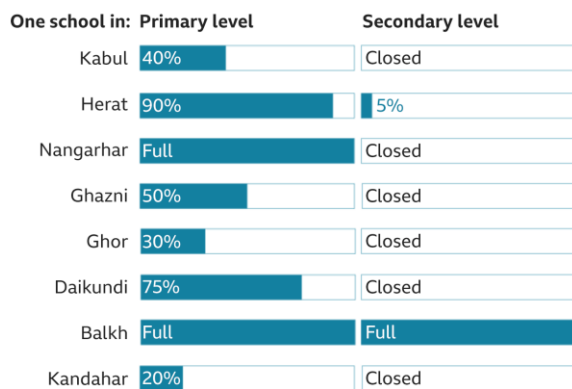 One school in: Primary level Secondary level
Kabul 40% Closed
Herat 90% 5%
Nangarhar Full Closed
Ghazni 50% Closed
Ghor 30% Closed
Daikundi 75% Closed
Balkh Full Full
Kandahar 20% Closed